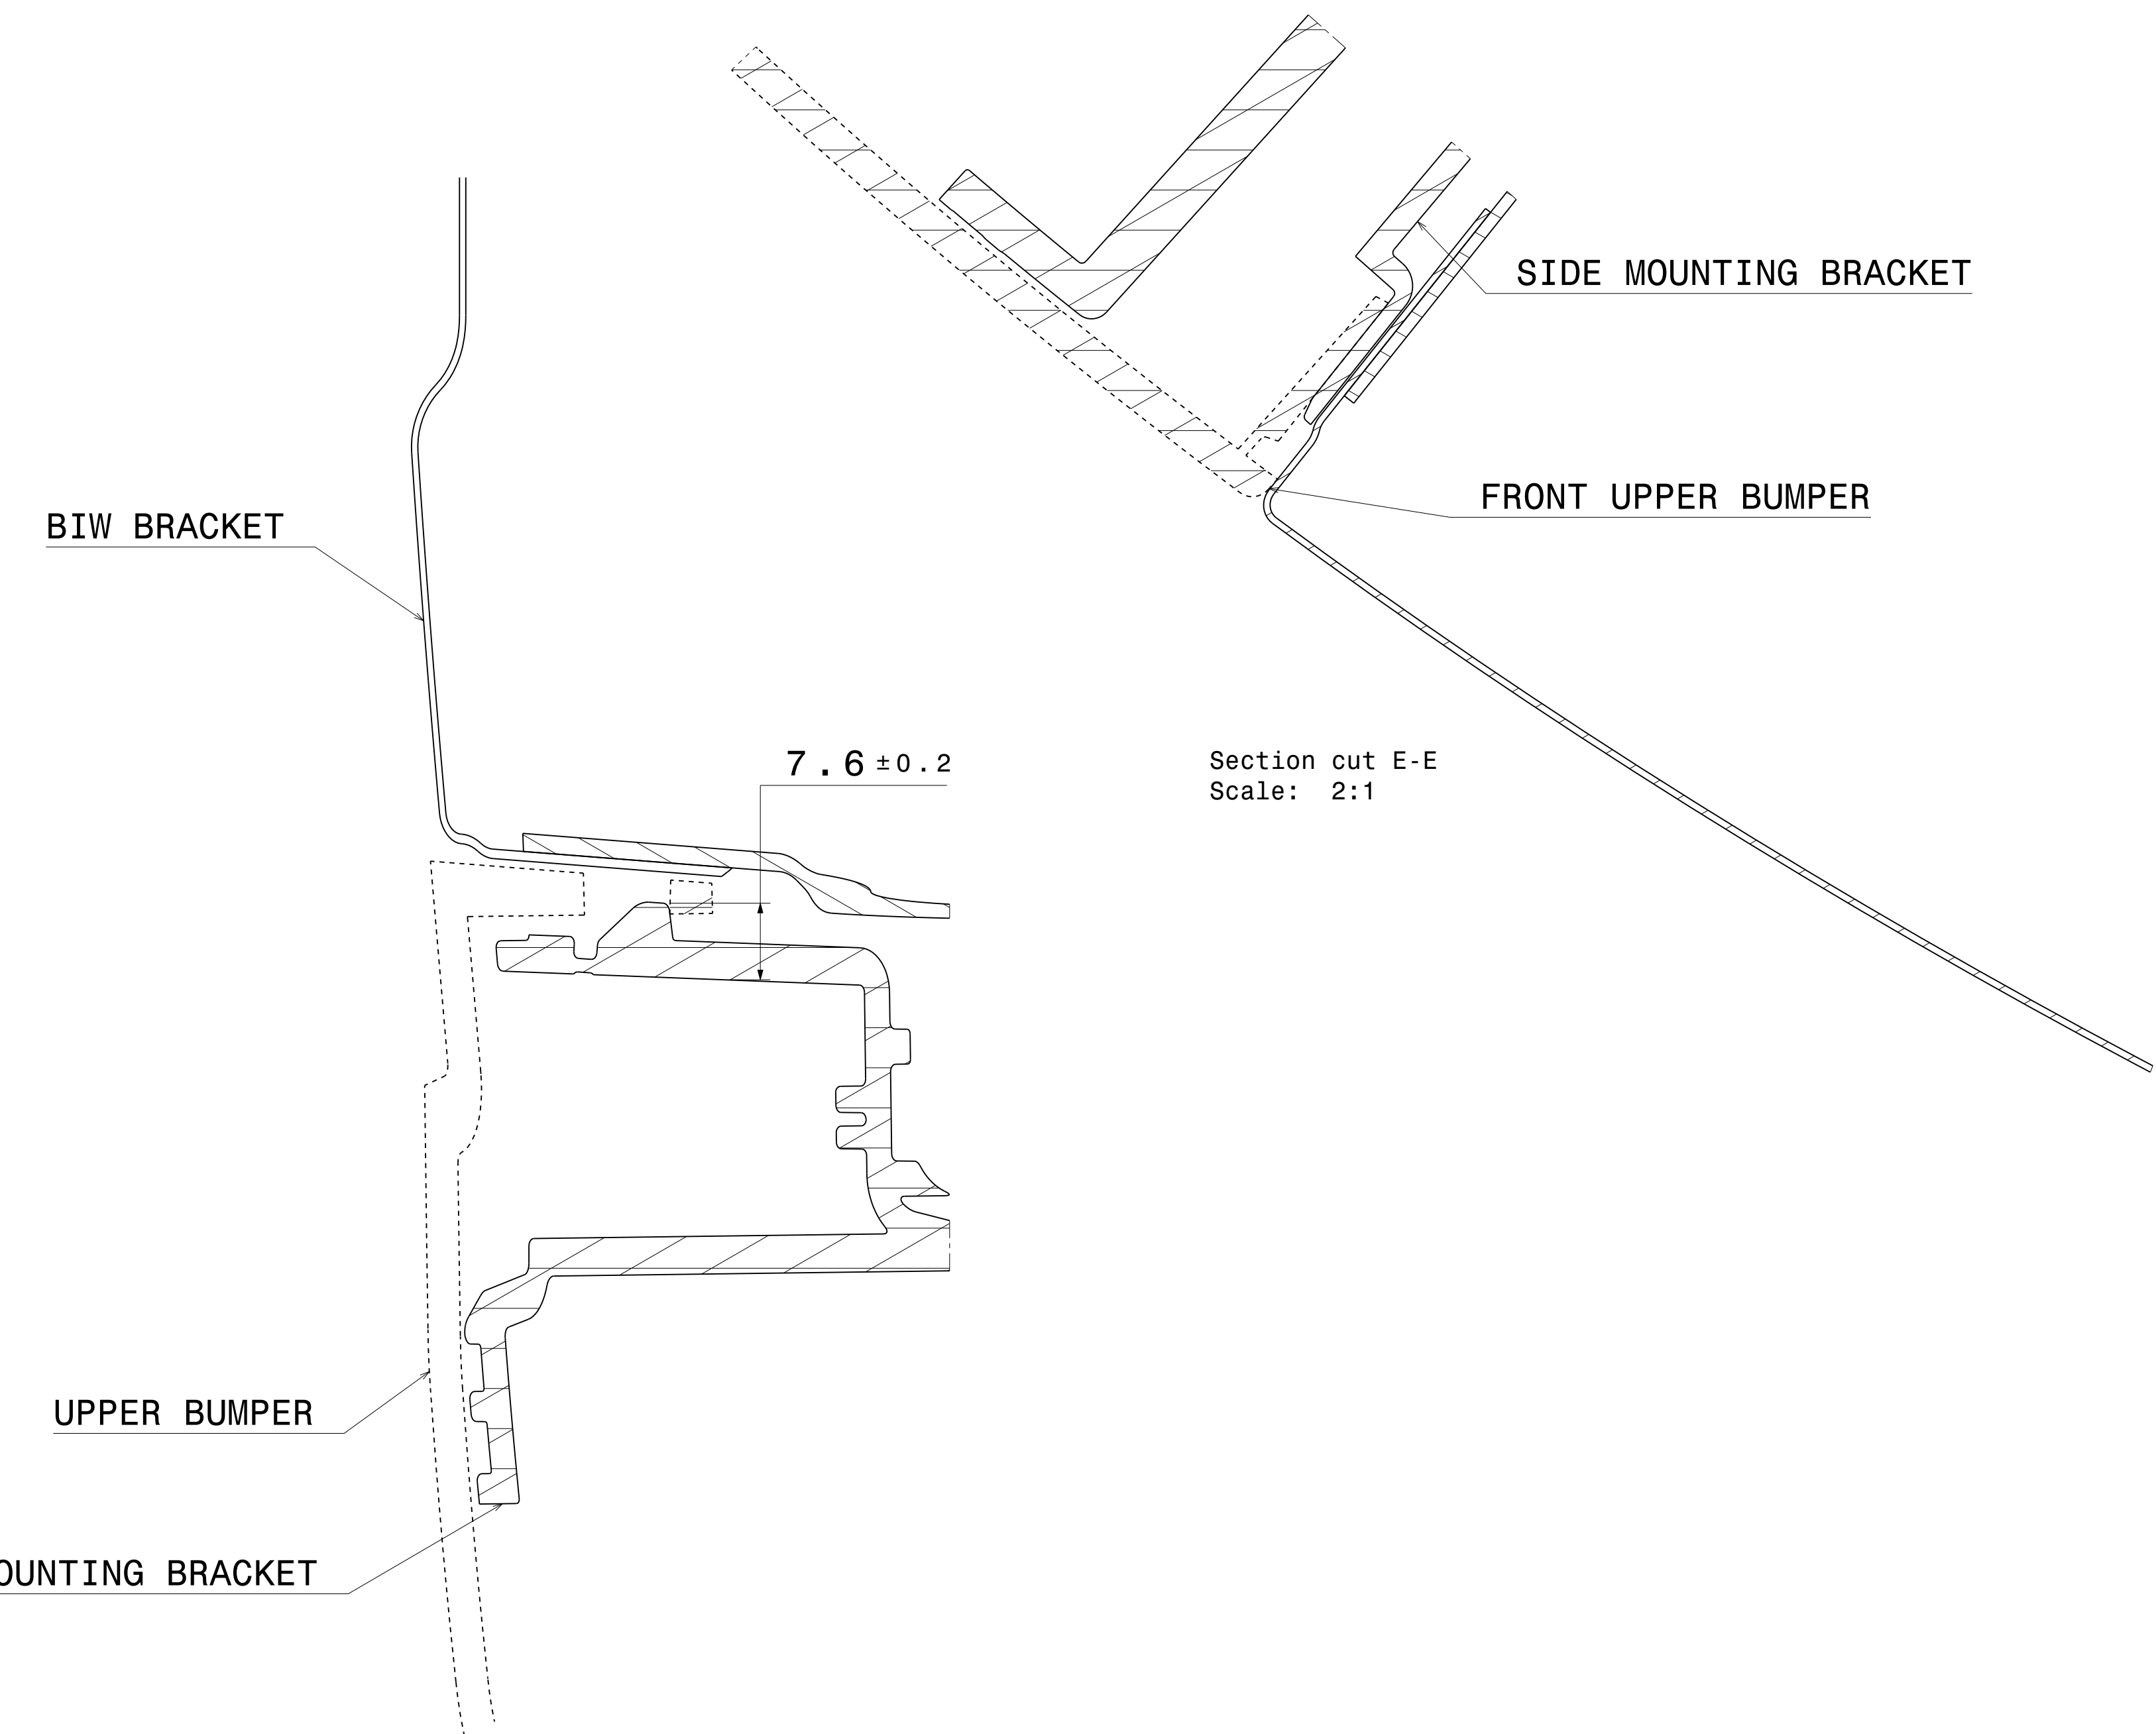 SIDE MOUNTING BRACKET
FRONT UPPER BUMPER
BIW BRACKET
7.6 ±0.2
Section cut E-E
Scale: 2:1
UPPER BUMPER
OUNTING BRACKET